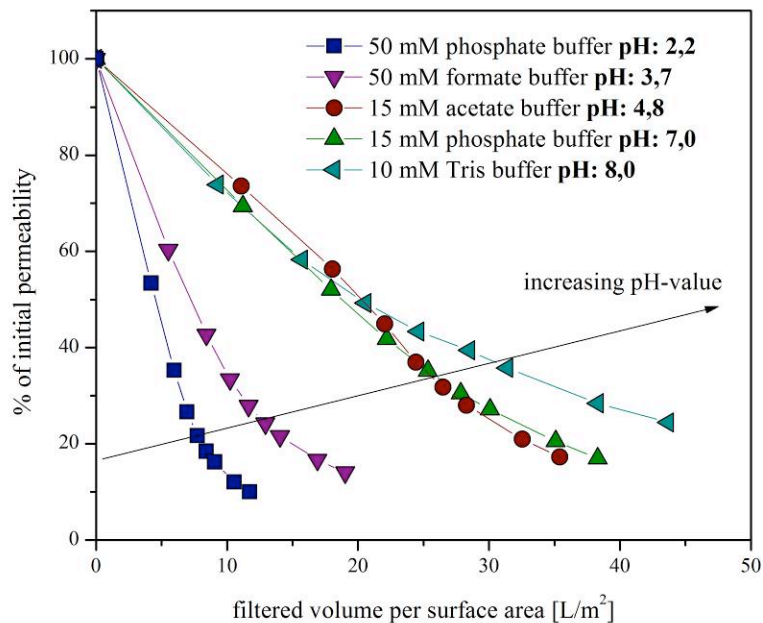 100
80
60
40
20
0
% of initial permeability
50 mM phosphate buffer pH: 2,2
50 mM formate buffer pH: 3,7
15 mM acetate buffer pH: 4,8
15 mM phosphate buffer pH: 7,0
10 mM Tris buffer pH: 8,0
increasing pH-value
0 10 20 30 40 50
filtered volume per surface area [L/m²]